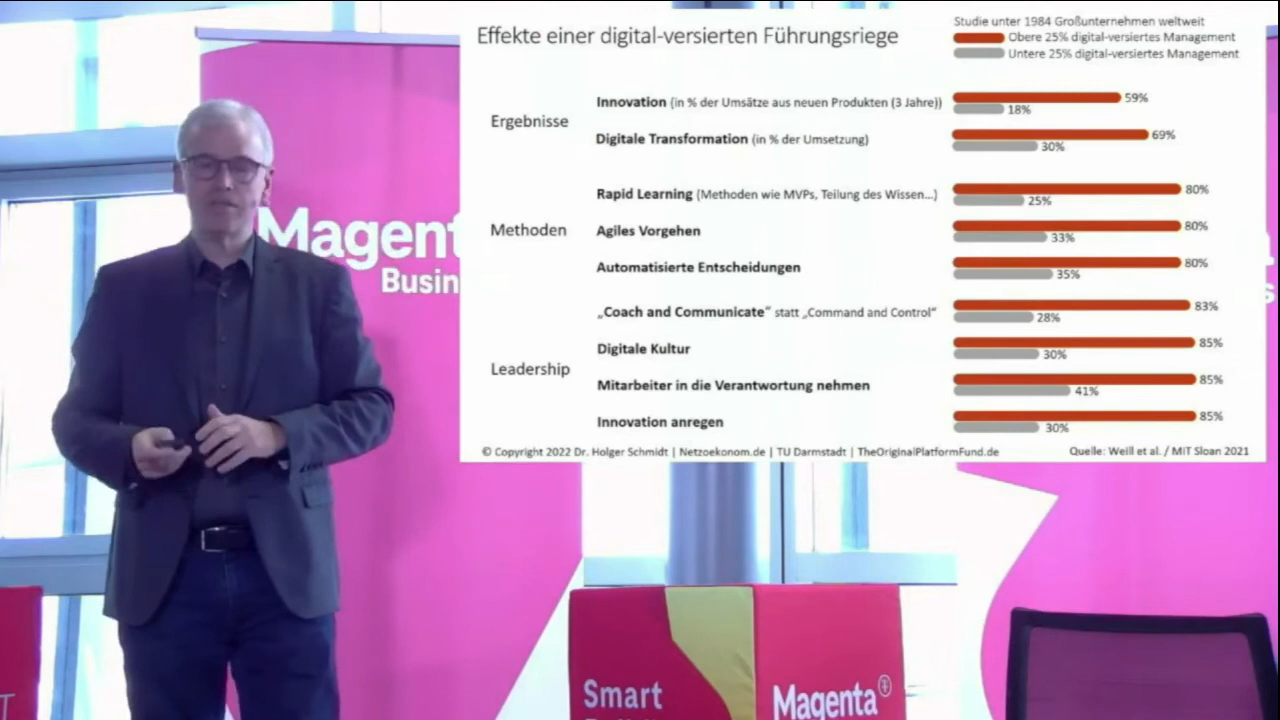 Effekte einer digital-versierten Führungsriege
Studie unter 1984 Großunternehmen weltweit
Obere 25% digital-versiertes Management
Untere 25% digital-versiertes Management
Ergebnisse
Innovation (in % der Umsätze aus neuen Produkten (3 Jahre))
59%
18%
Digitale Transformation (in % der Umsetzung)
69%
30%
Methoden
Rapid Learning (Methoden wie MVPs, Teilung des Wissen...)
80%
25%
Agiles Vorgehen
80%
33%
Automatisierte Entscheidungen
80%
35%
Leadership
„Coach and Communicate“ statt „Command and Control“
83%
28%
Digitale Kultur
85%
30%
Mitarbeiter in die Verantwortung nehmen
85%
41%
Innovation anregen
85%
30%
© Copyright 2022 Dr. Holger Schmidt | Netzoekonom.de | TU Darmstadt | TheOriginalPlatformFund.de
Quelle: Weill et al. / MIT Sloan 2021
Magent
Busin
Smart
Magenta